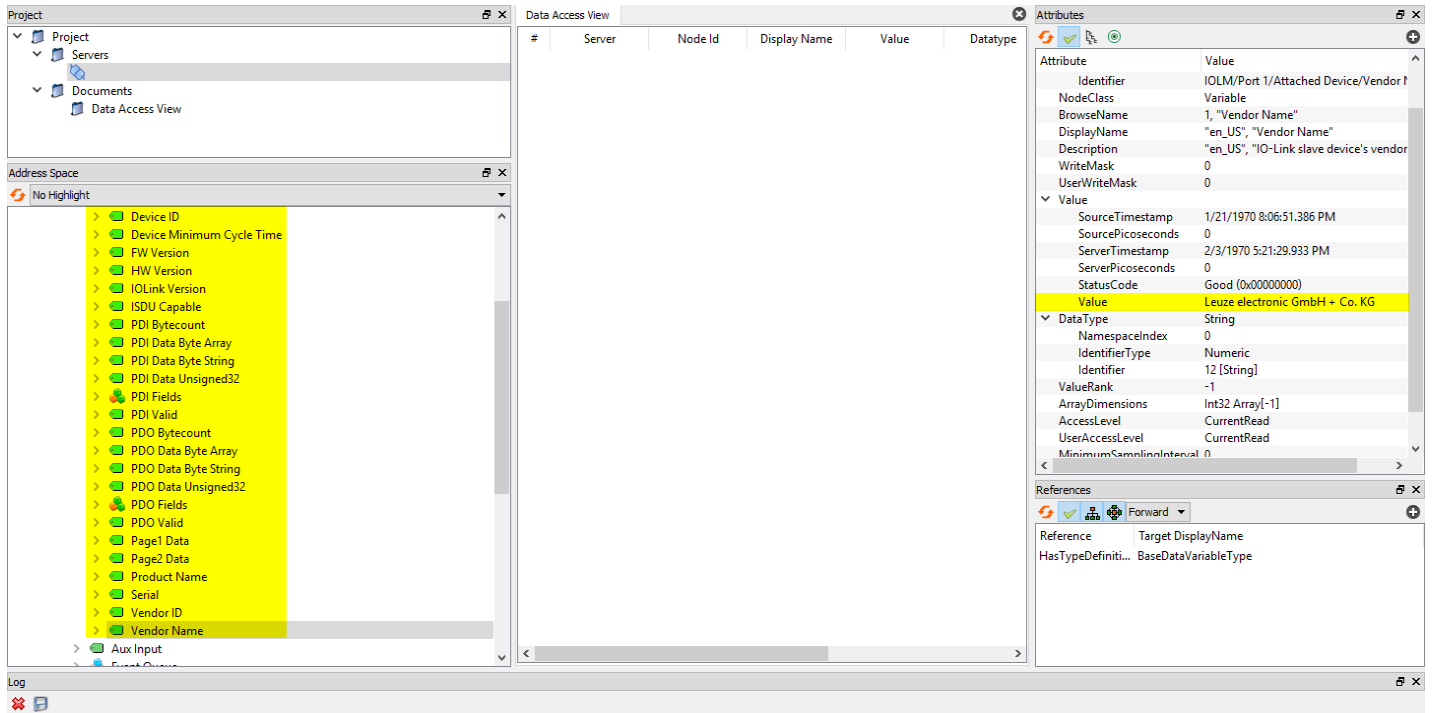 Project
Project
Servers
Documents
Data Access View
Address Space
No Highlight
Device ID
Device Minimum Cycle Time
FW Version
HW Version
IOLink Version
ISDU Capable
PDI Bytecount
PDI Data Byte Array
PDI Data Byte String
PDI Data Unsigned32
PDI Fields
PDI Valid
PDO Bytecount
PDO Data Byte Array
PDO Data Byte String
PDO Data Unsigned32
PDO Fields
PDO Valid
Page1 Data
Page2 Data
Product Name
Serial
Vendor ID
Vendor Name
Aux Input
Event Queue
Data Access View
# Server Node Id Display Name Value Datatype
Attributes
Attribute Value
Identifier IOLM/Port 1/Attached Device/Vendor
NodeClass Variable
BrowseName 1, "Vendor Name"
DisplayName "en_US", "Vendor Name"
Description "en_US", "IO-Link slave device's vendor
WriteMask 0
UserWriteMask 0
Value
SourceTimestamp 1/21/1970 8:06:51.386 PM
SourcePicoseconds 0
ServerTimestamp 2/3/1970 5:21:29.933 PM
ServerPicoseconds 0
StatusCode Good (0x00000000)
Value Leuze electronic GmbH + Co. KG
DataType String
NamespaceIndex 0
IdentifierType Numeric
Identifier 12 [String]
ValueRank -1
ArrayDimensions Int32 Array[-1]
AccessLevel CurrentRead
UserAccessLevel CurrentRead
MinimumSamplingInterval 0
References
Forward
Reference Target DisplayName
HasTypeDefiniti... BaseDataVariableType
Log